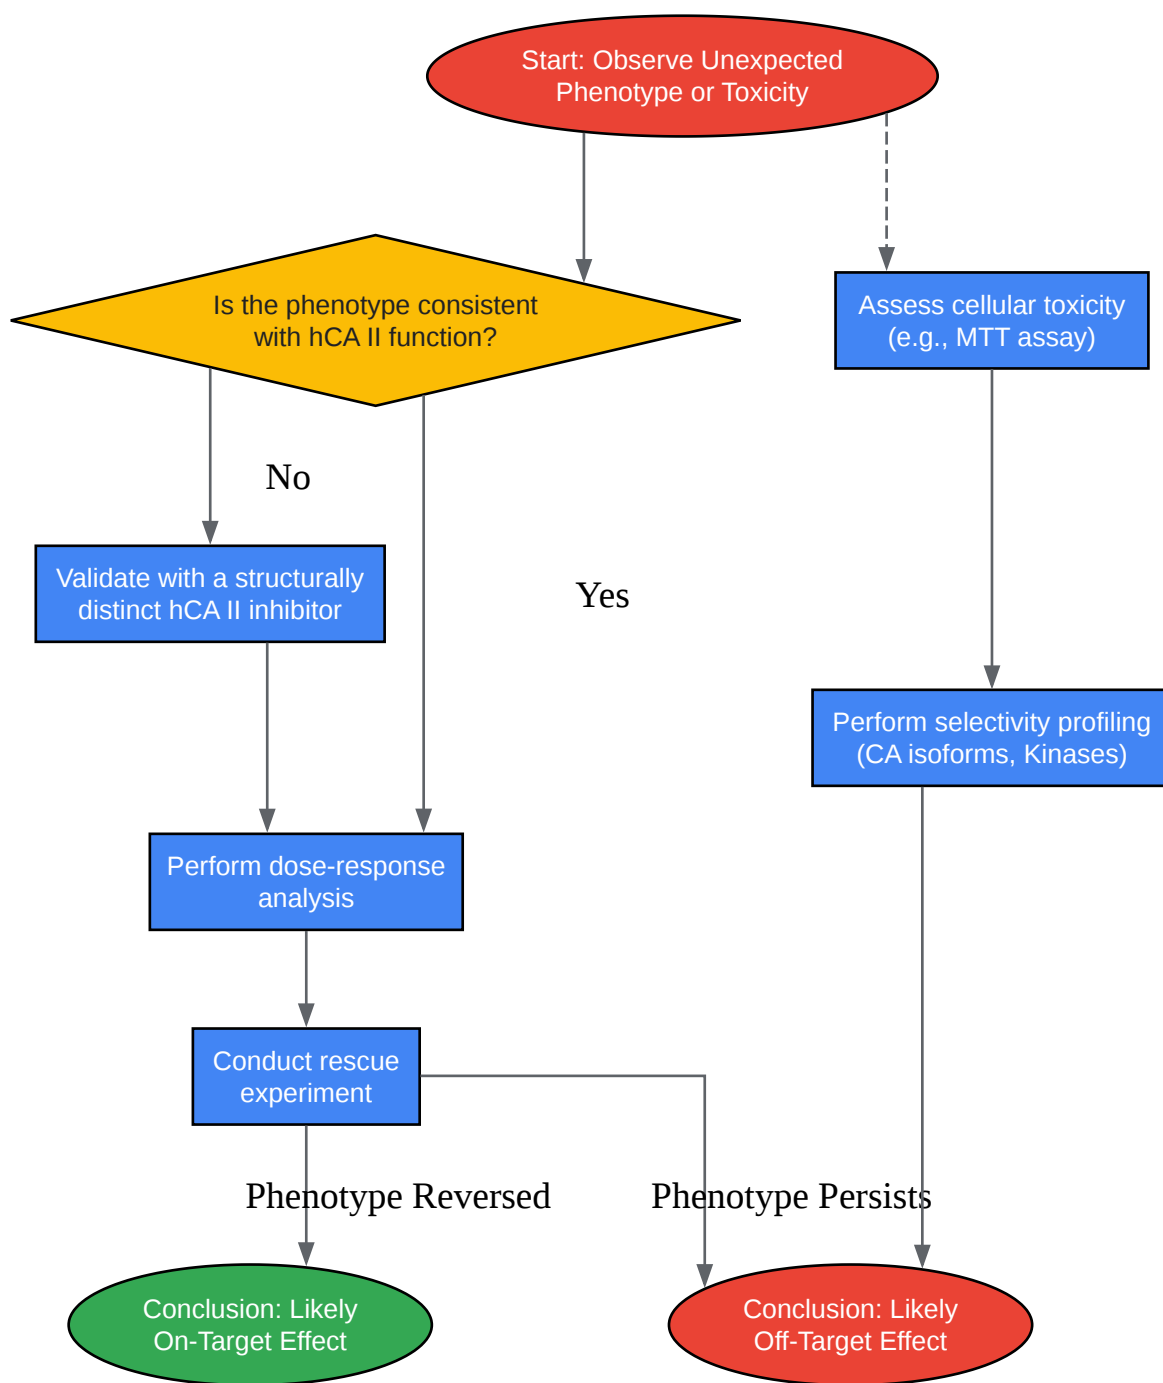 Start: Observe Unexpected
Phenotype or Toxicity
Is the phenotype consistent
with hCA II function?
Assess cellular toxicity
(e.g., MTT assay)
No
Yes
Validate with a structurally
distinct hCA II inhibitor
Perform selectivity profiling
(CA isoforms, Kinases)
Perform dose-response
analysis
Conduct rescue
experiment
Phenotype Reversed
Phenotype Persists
Conclusion: Likely
On-Target Effect
Conclusion: Likely
Off-Target Effect